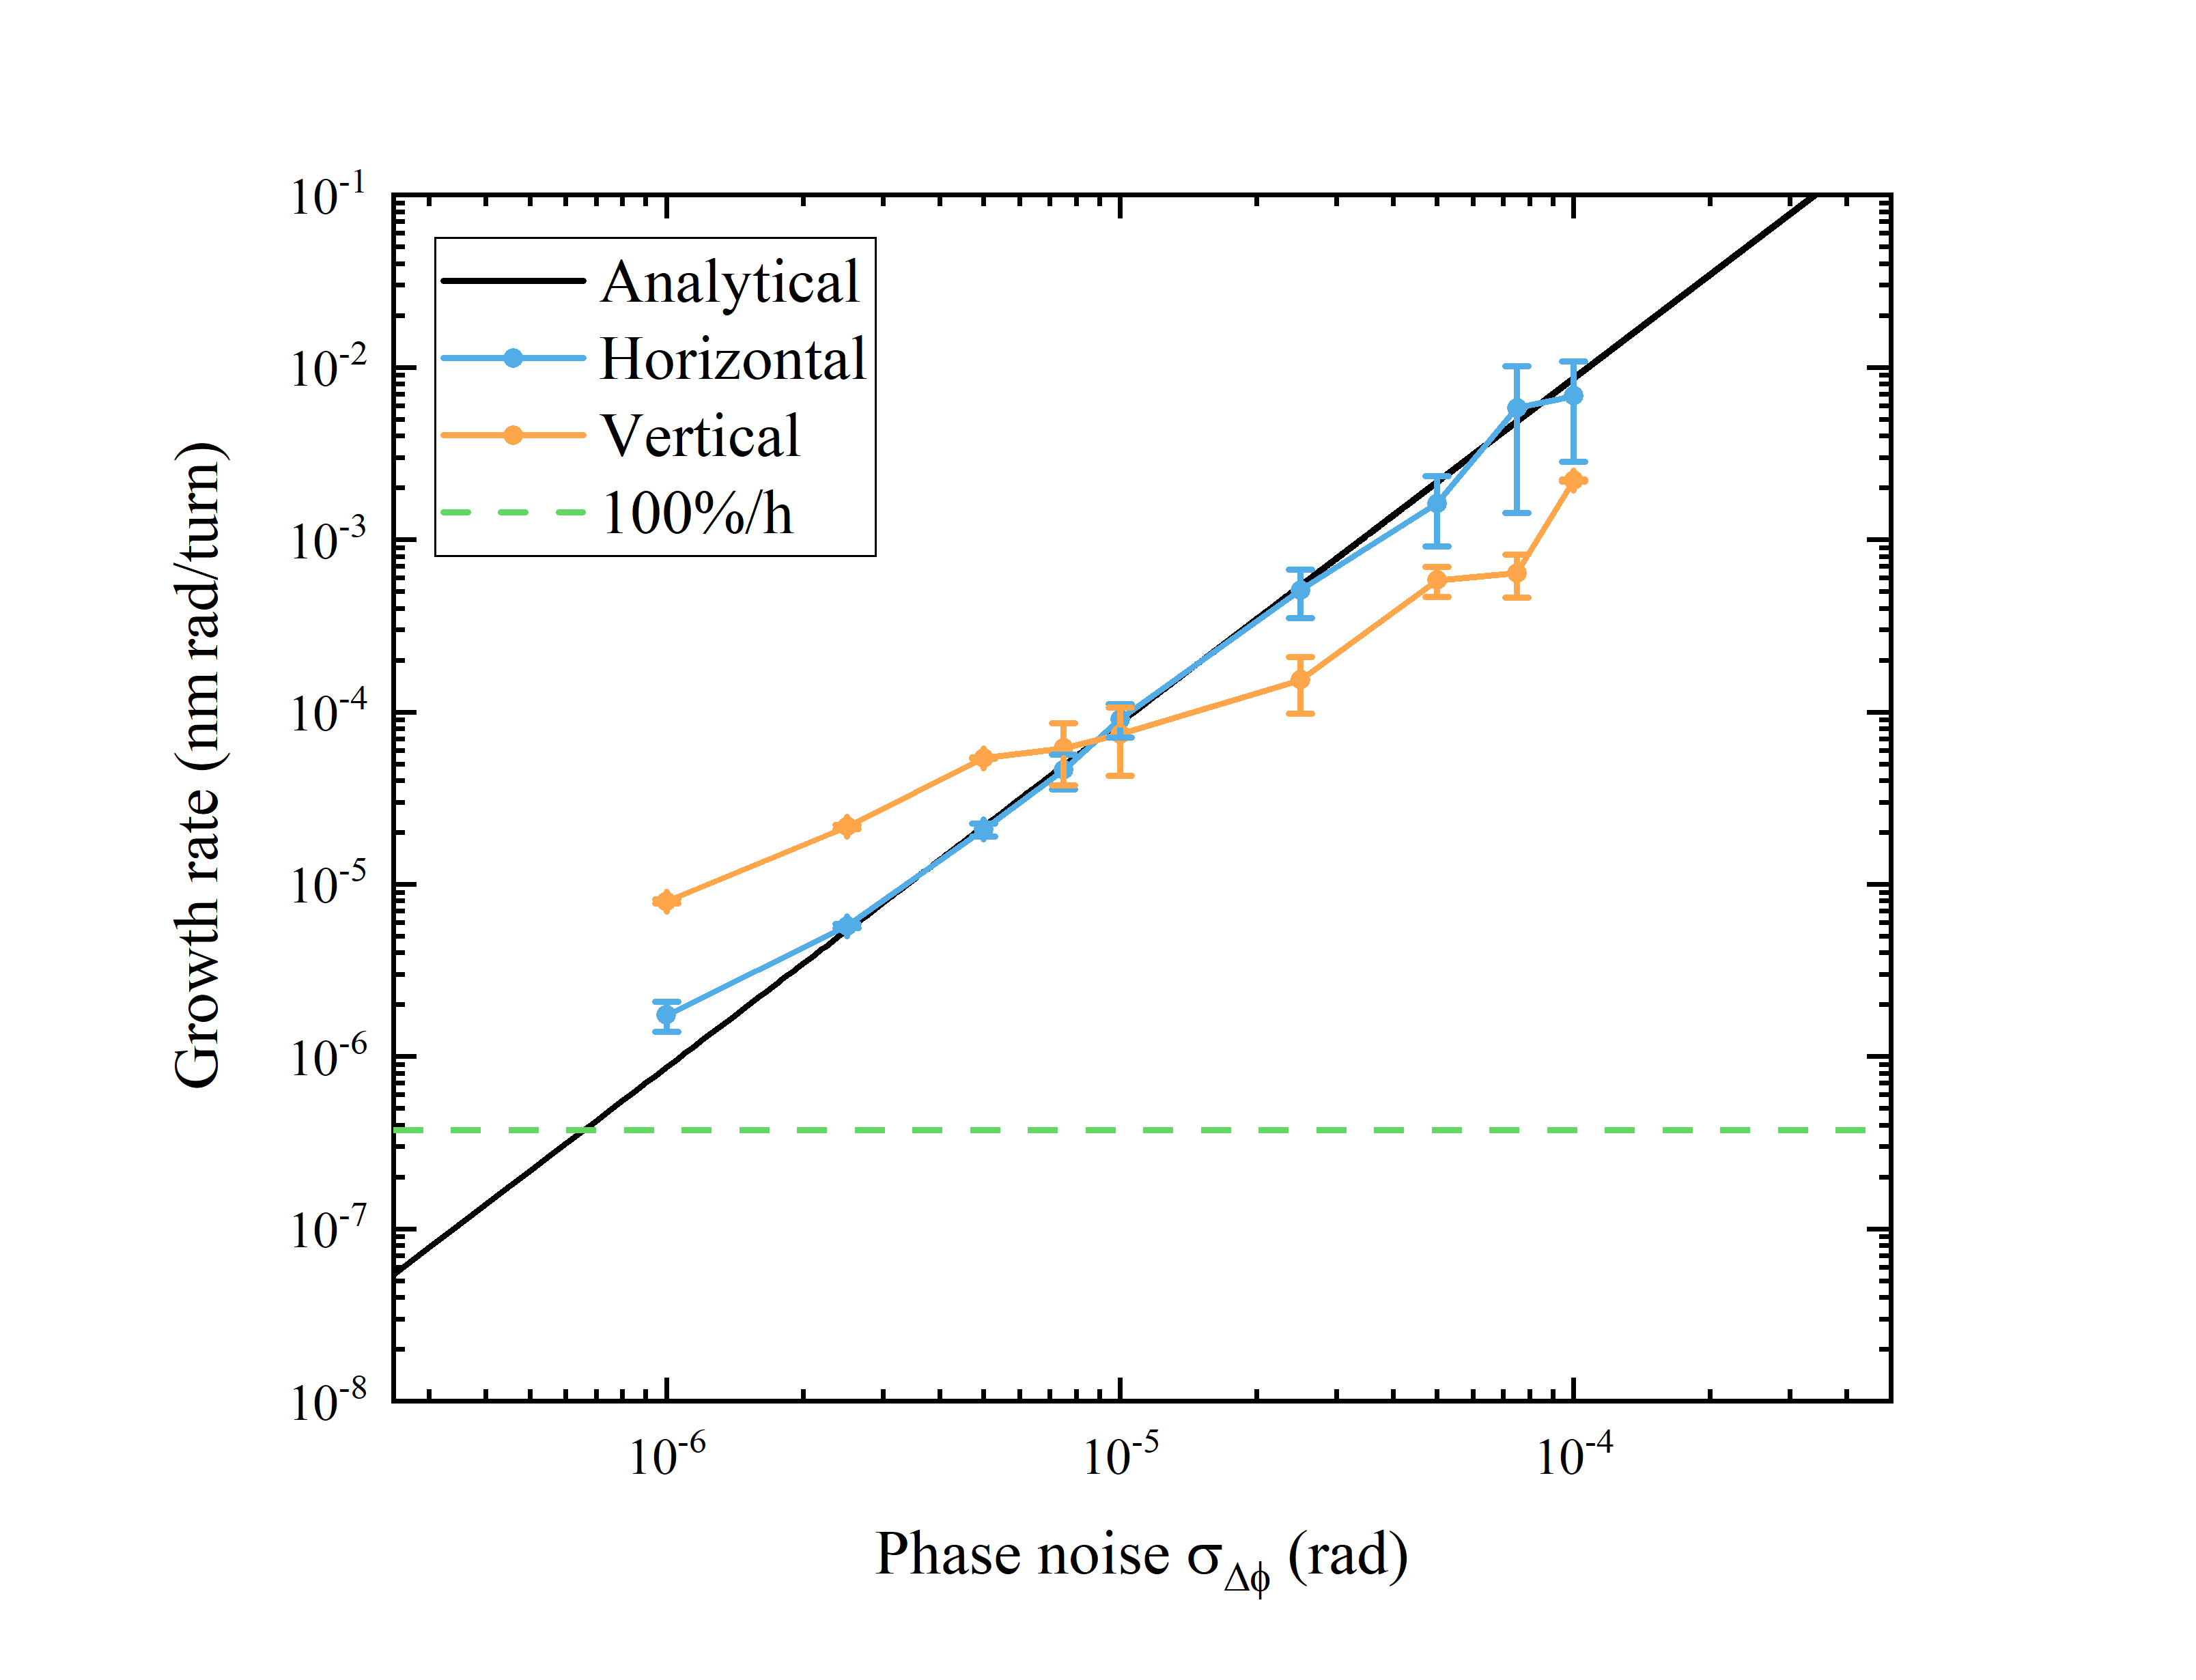 10^-1
10^-2
10^-3
10^-4
10^-5
10^-6
10^-7
10^-8
Growth rate (nm rad/turn)
Analytical
Horizontal
Vertical
100%/h
10^-6 10^-5 10^-4
Phase noise σ_Δϕ (rad)